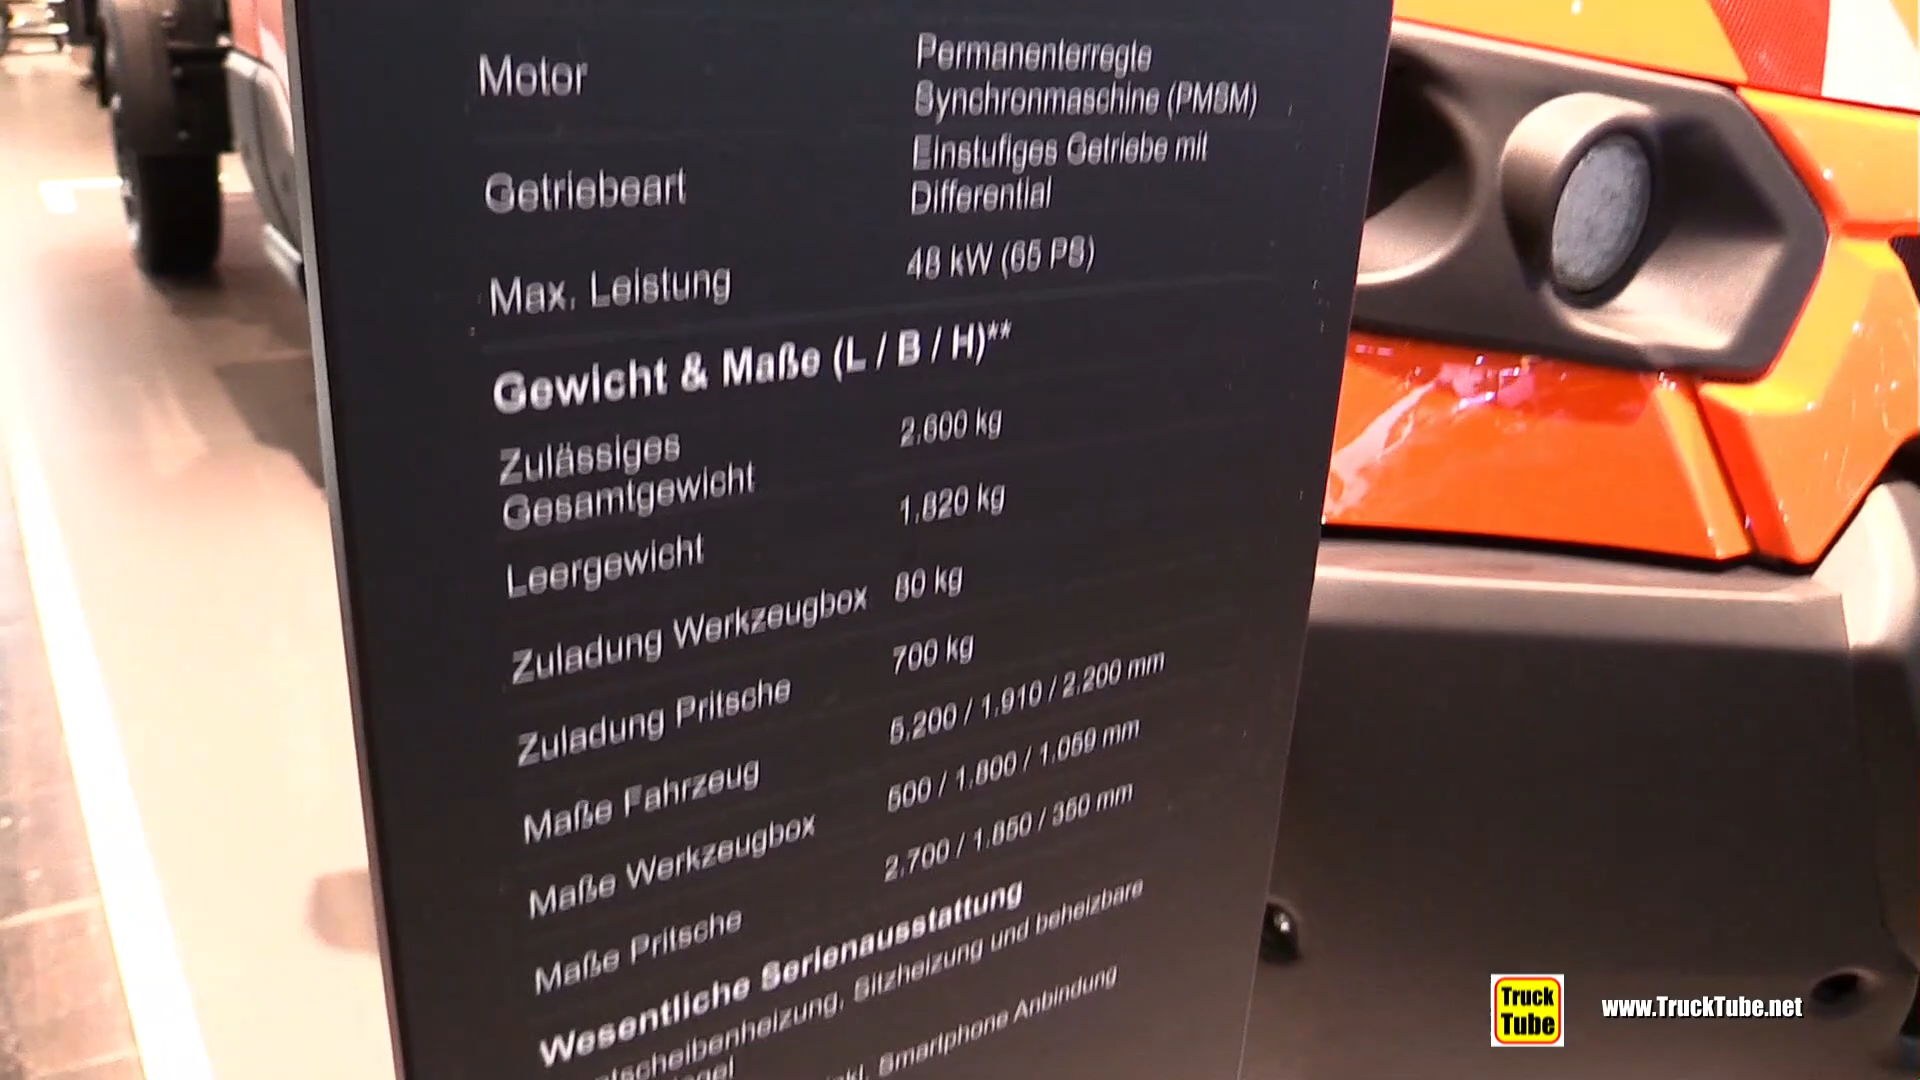 Motor Permanenterregte
Synchronmaschine (PMSM)
Getriebeart Einstufiges Getriebe mit
Differential
Max. Leistung 48 kW (65 PS)
Gewicht & Maße (L / B / H)**
Zulässiges
Gesamtgewicht 2.600 kg
Leergewicht 1.820 kg
Zuladung Werkzeugbox 80 kg
Zuladung Pritsche 700 kg
Maße Fahrzeug 5.200 / 1.910 / 2.200 mm
Maße Werkzeugbox 500 / 1.800 / 1.059 mm
Maße Pritsche 2.700 / 1.850 / 350 mm
Wesentliche Serienausstattung
Sitzheizung und beheizbare
Smartphone Anbindung
Truck
Tube
www.TruckTube.net